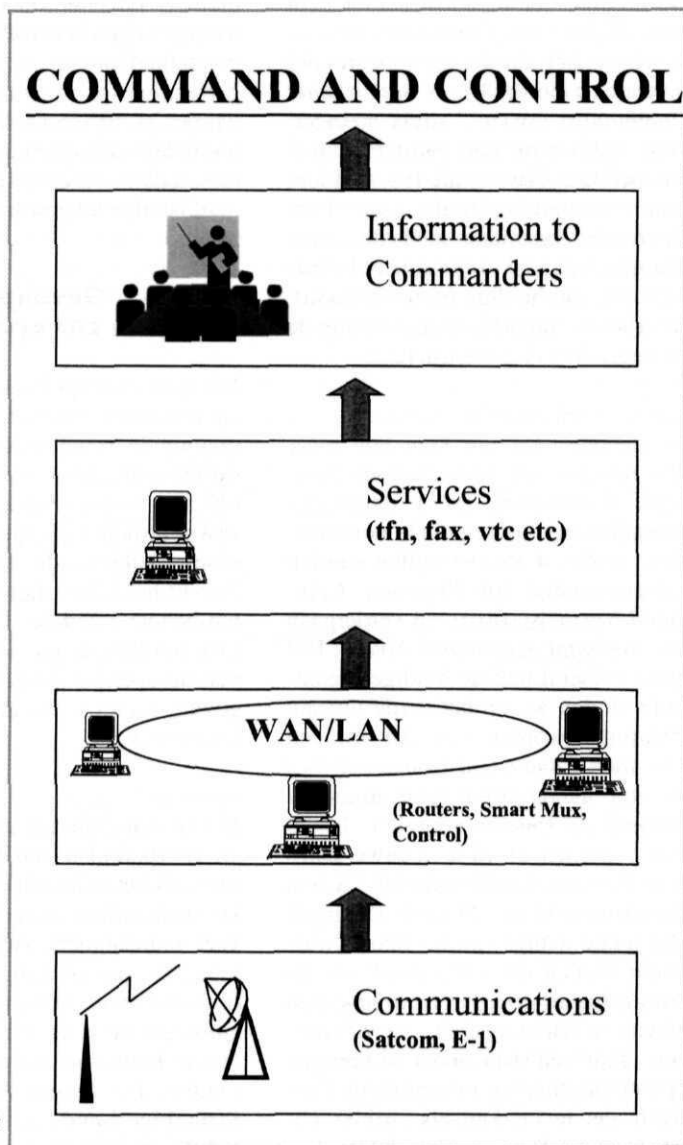 COMMAND AND CONTROL
Information to
Commanders
Services
(tfn, fax, vtc etc)
WAN/LAN
(Routers, Smart Mux,
Control)
Communications
(Satcom, E-1)